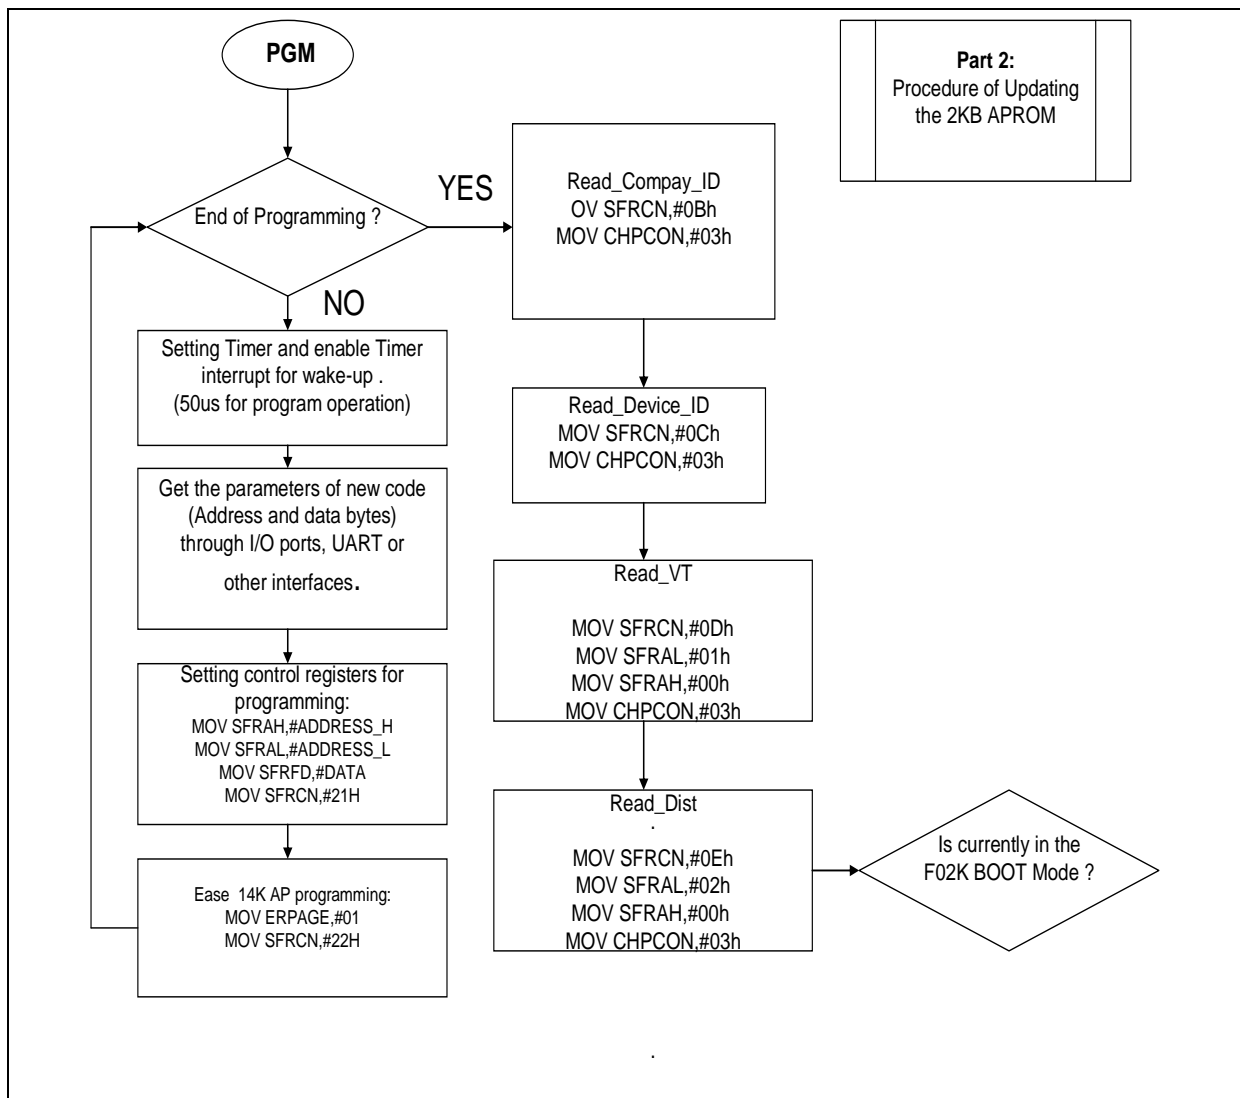 PGM
Part 2:
Procedure of Updating
the 2KB APROM
End of Programming ?
YES
NO
Read_Compay_ID
OV SFRCN,#0Bh
MOV CHPCON,#03h
Setting Timer and enable Timer
interrupt for wake-up .
(50us for program operation)
Get the parameters of new code
(Address and data bytes)
through I/O ports, UART or
other interfaces.
Setting control registers for
programming:
MOV SFRAH,#ADDRESS_H
MOV SFRAL,#ADDRESS_L
MOV SFRFD,#DATA
MOV SFRCN,#21H
Ease 14K AP programming:
MOV ERPAGE,#01
MOV SFRCN,#22H
Read_Device_ID
MOV SFRCN,#0Ch
MOV CHPCON,#03h
Read_VT
MOV SFRCN,#0Dh
MOV SFRAL,#01h
MOV SFRAH,#00h
MOV CHPCON,#03h
Read_Dist
.
MOV SFRCN,#0Eh
MOV SFRAL,#02h
MOV SFRAH,#00h
MOV CHPCON,#03h
Is currently in the
F02K BOOT Mode ?
.